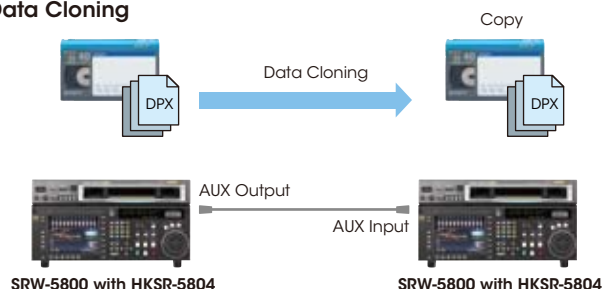 Data Cloning
Copy
Data Cloning
DPX
DPX
AUX Output
AUX Input
SRW-5800 with HKSR-5804
SRW-5800 with HKSR-5804